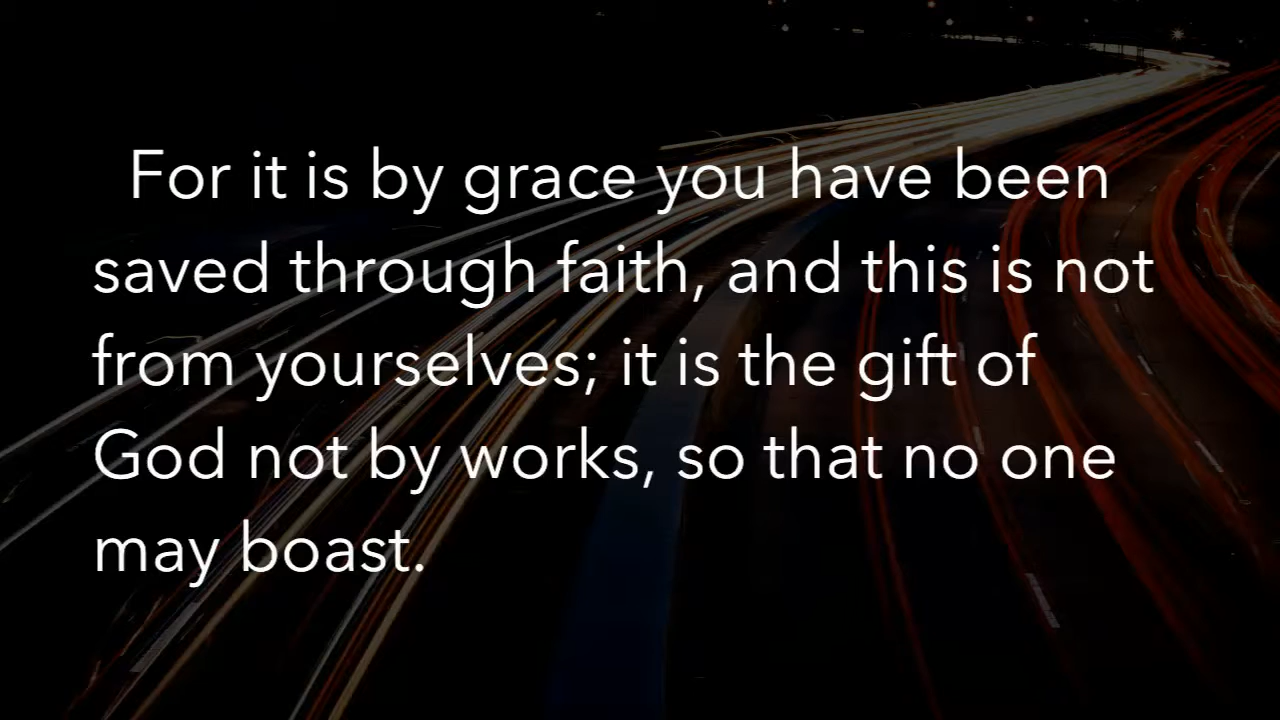 For it is by grace you have been
saved through faith, and this is not
from yourselves; it is the gift of
God not by works, so that no one
may boast.